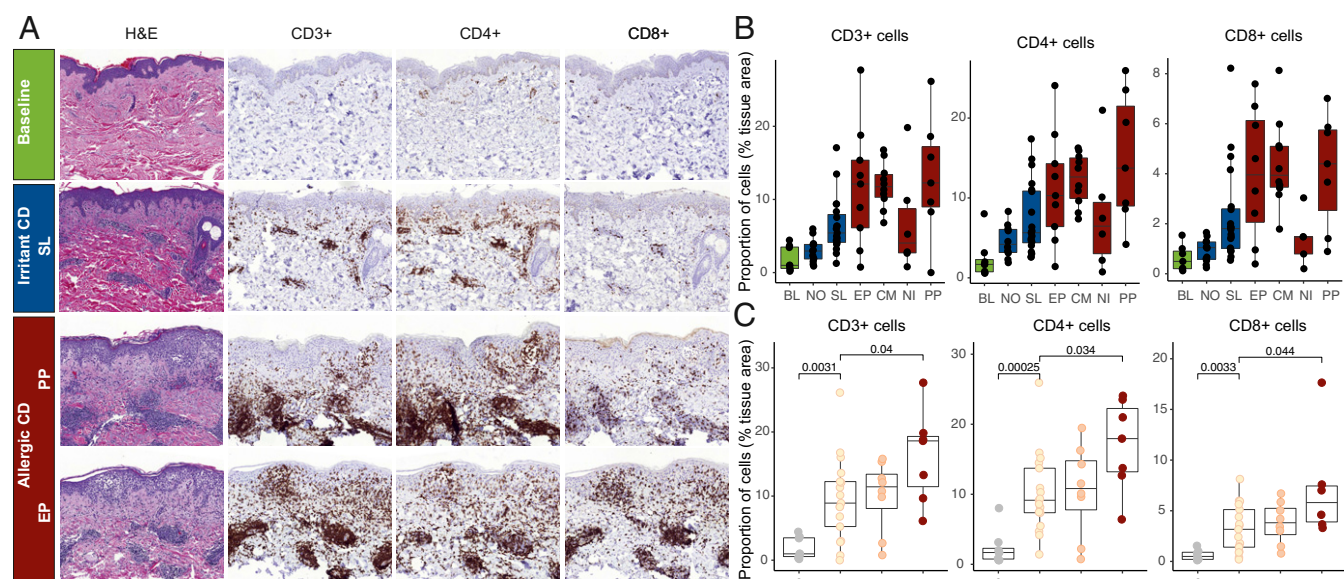 A
H&E
CD3+
CD4+
CD8+
Baseline
Irritant CD
SL
Allergic CD
PP
EP
B
CD3+ cells
CD4+ cells
CD8+ cells
Proportion of cells (% tissue area)
20
10
0
BL NO SL EP CM NI PP
20
10
0
BL NO SL EP CM NI PP
8
6
4
2
0
BL NO SL EP CM NI PP
C
CD3+ cells
CD4+ cells
CD8+ cells
Proportion of cells (% tissue area)
30
20
10
0
0.0031
0.04
30
20
10
0
0.00025
0.034
20
15
10
5
0
0.0033
0.044